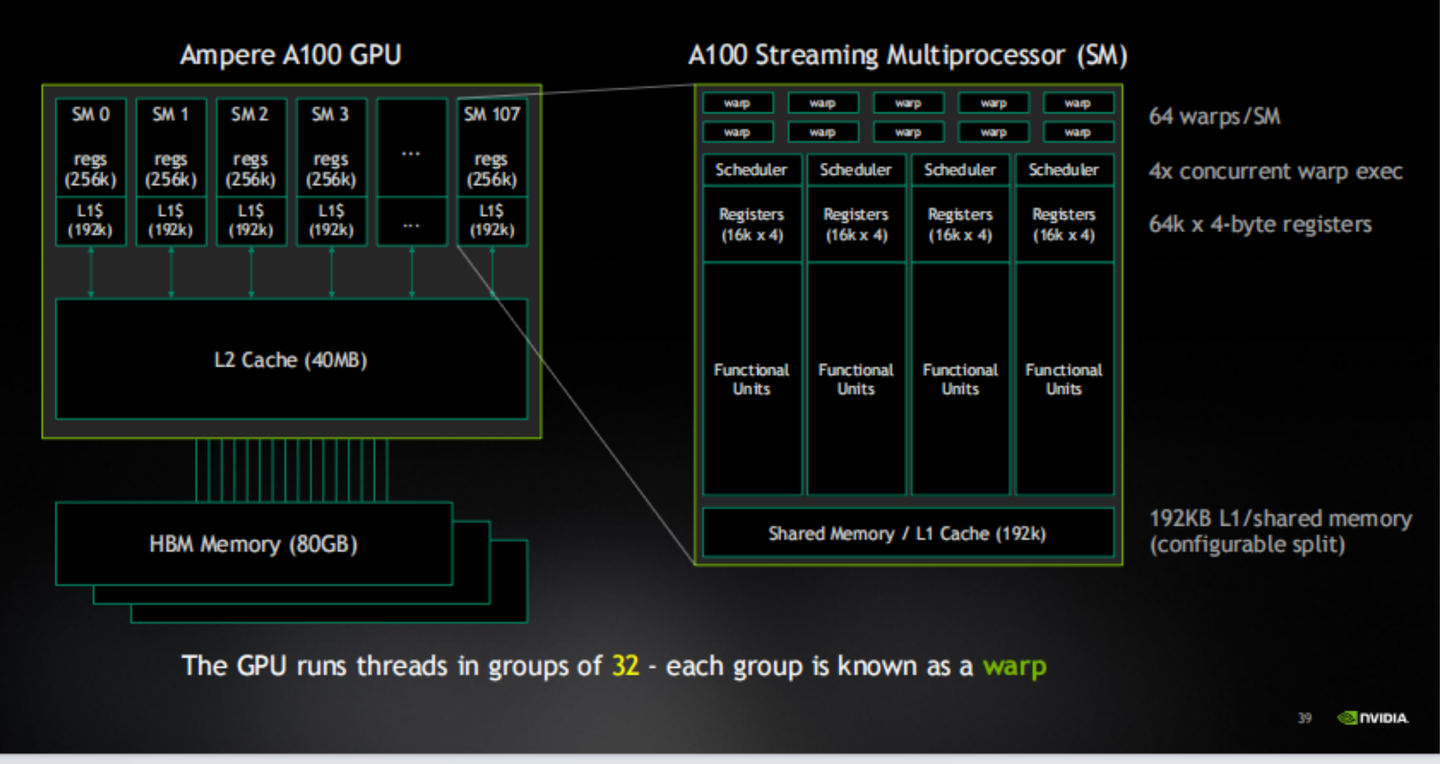 Ampere A100 GPU
SM 0
regs
(256k)
L1$
(192k)
SM 1
regs
(256k)
L1$
(192k)
SM 2
regs
(256k)
L1$
(192k)
SM 3
regs
(256k)
L1$
(192k)
...
...
SM 107
regs
(256k)
L1$
(192k)
L2 Cache (40MB)
HBM Memory (80GB)
A100 Streaming Multiprocessor (SM)
warp warp warp warp warp
warp warp warp warp warp
Scheduler Scheduler Scheduler Scheduler
Registers Registers Registers Registers
(16k x 4) (16k x 4) (16k x 4) (16k x 4)
Functional Functional Functional Functional
Units Units Units Units
Shared Memory / L1 Cache (192k)
64 warps/SM
4x concurrent warp exec
64k x 4-byte registers
192KB L1/shared memory
(configurable split)
The GPU runs threads in groups of 32 - each group is known as a warp
39 NVIDIA.